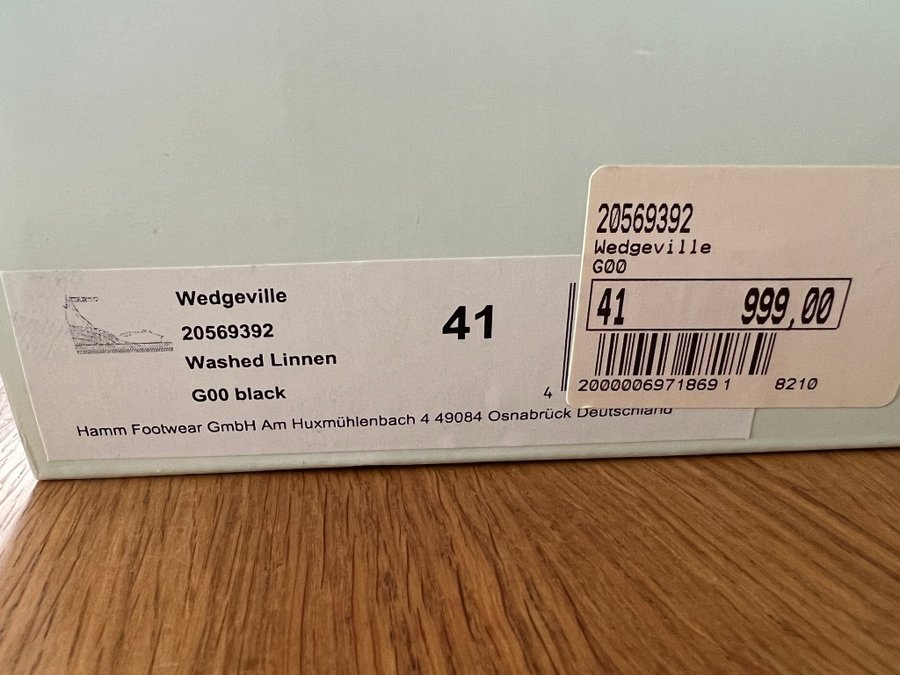 Wedgeville
20569392
Washed Linnen
G00 black
41
4
Hamm Footwear GmbH Am Huxmühlenbach 4 49084 Osnabrück Deutschland
20569392
Wedgeville
G00
41 999,00
2000006971869 1 8210